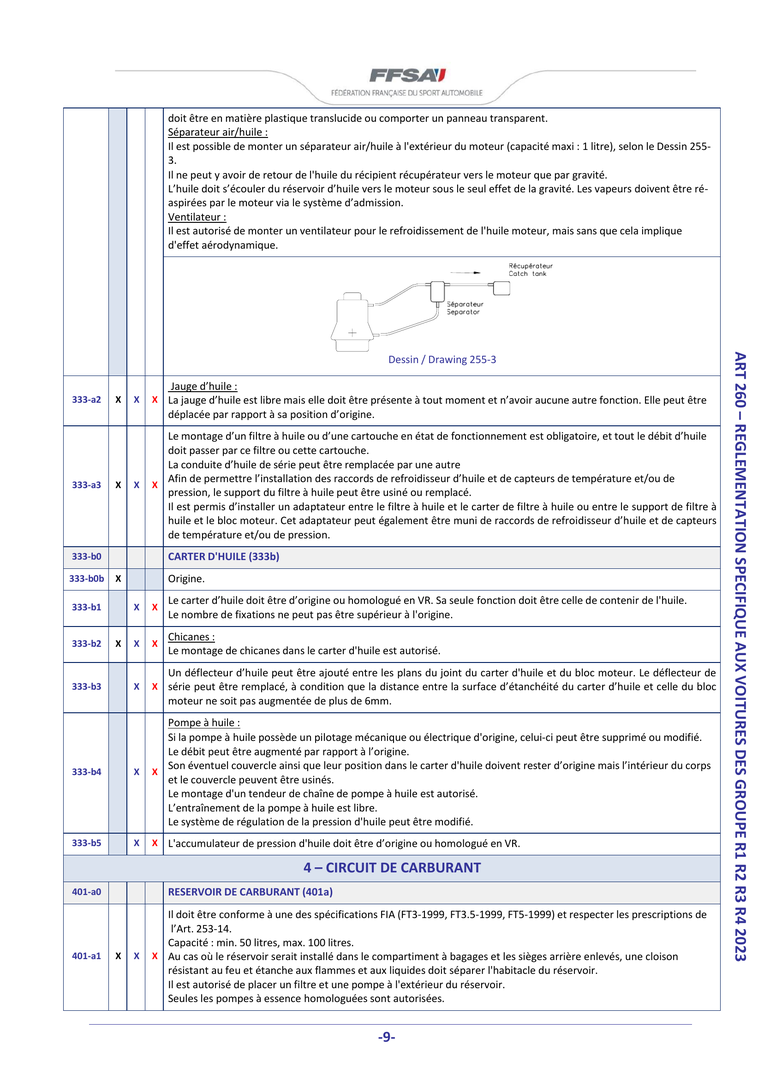 FFSA
FÉDÉRATION FRANÇAISE DU SPORT AUTOMOBILE
doit être en matière plastique translucide ou comporter un panneau transparent.
Séparateur air/huile :
Il est possible de monter un séparateur air/huile à l'extérieur du moteur (capacité maxi : 1 litre), selon le Dessin 255-
3.
Il ne peut y avoir de retour de l'huile du récipient récupérateur vers le moteur que par gravité.
L'huile doit s'écouler du réservoir d'huile vers le moteur sous le seul effet de la gravité. Les vapeurs doivent être ré-
aspirées par le moteur via le système d'admission.
Ventilateur :
Il est autorisé de monter un ventilateur pour le refroidissement de l'huile moteur, mais sans que cela implique
d'effet aérodynamique.
Récupérateur
Catch tank
Séparateur
Separator
Dessin / Drawing 255-3
333-a2 X X X
Jauge d'huile :
La jauge d'huile est libre mais elle doit être présente à tout moment et n'avoir aucune autre fonction. Elle peut être
déplacée par rapport à sa position d'origine.
333-a3 X X X
Le montage d'un filtre à huile ou d'une cartouche en état de fonctionnement est obligatoire, et tout le débit d'huile
doit passer par ce filtre ou cette cartouche.
La conduite d'huile de série peut être remplacée par une autre
Afin de permettre l'installation des raccords de refroidisseur d'huile et de capteurs de température et/ou de
pression, le support du filtre à huile peut être usiné ou remplacé.
Il est permis d'installer un adaptateur entre le filtre à huile et le carter de filtre à huile ou entre le support de filtre à
huile et le bloc moteur. Cet adaptateur peut également être muni de raccords de refroidisseur d'huile et de capteurs
de température et/ou de pression.
333-b0 CARTER D'HUILE (333b)
333-b0b X Origine.
333-b1 X X
Le carter d'huile doit être d'origine ou homologué en VR. Sa seule fonction doit être celle de contenir de l'huile.
Le nombre de fixations ne peut pas être supérieur à l'origine.
333-b2 X X X
Chicanes :
Le montage de chicanes dans le carter d'huile est autorisé.
333-b3 X X
Un déflecteur d'huile peut être ajouté entre les plans du joint du carter d'huile et du bloc moteur. Le déflecteur de
série peut être remplacé, à condition que la distance entre la surface d'étanchéité du carter d'huile et celle du bloc
moteur ne soit pas augmentée de plus de 6mm.
333-b4 X X
Pompe à huile :
Si la pompe à huile possède un pilotage mécanique ou électrique d'origine, celui-ci peut être supprimé ou modifié.
Le débit peut être augmenté par rapport à l'origine.
Son éventuel couvercle ainsi que leur position dans le carter d'huile doivent rester d'origine mais l'intérieur du corps
et le couvercle peuvent être usinés.
Le montage d'un tendeur de chaîne de pompe à huile est autorisé.
L'entraînement de la pompe à huile est libre.
Le système de régulation de la pression d'huile peut être modifié.
333-b5 X X L'accumulateur de pression d'huile doit être d'origine ou homologué en VR.
4 – CIRCUIT DE CARBURANT
401-a0 RESERVOIR DE CARBURANT (401a)
401-a1 X X X
Il doit être conforme à une des spécifications FIA (FT3-1999, FT3.5-1999, FT5-1999) et respecter les prescriptions de
l'Art. 253-14.
Capacité : min. 50 litres, max. 100 litres.
Au cas où le réservoir serait installé dans le compartiment à bagages et les sièges arrière enlevés, une cloison
résistant au feu et étanche aux flammes et aux liquides doit séparer l'habitacle du réservoir.
Il est autorisé de placer un filtre et une pompe à l'extérieur du réservoir.
Seules les pompes à essence homologuées sont autorisées.
ART 260 – REGLEMENTATION SPECIFIQUE AUX VOITURES DES GROUPE R1 R2 R3 R4 2023
-9-